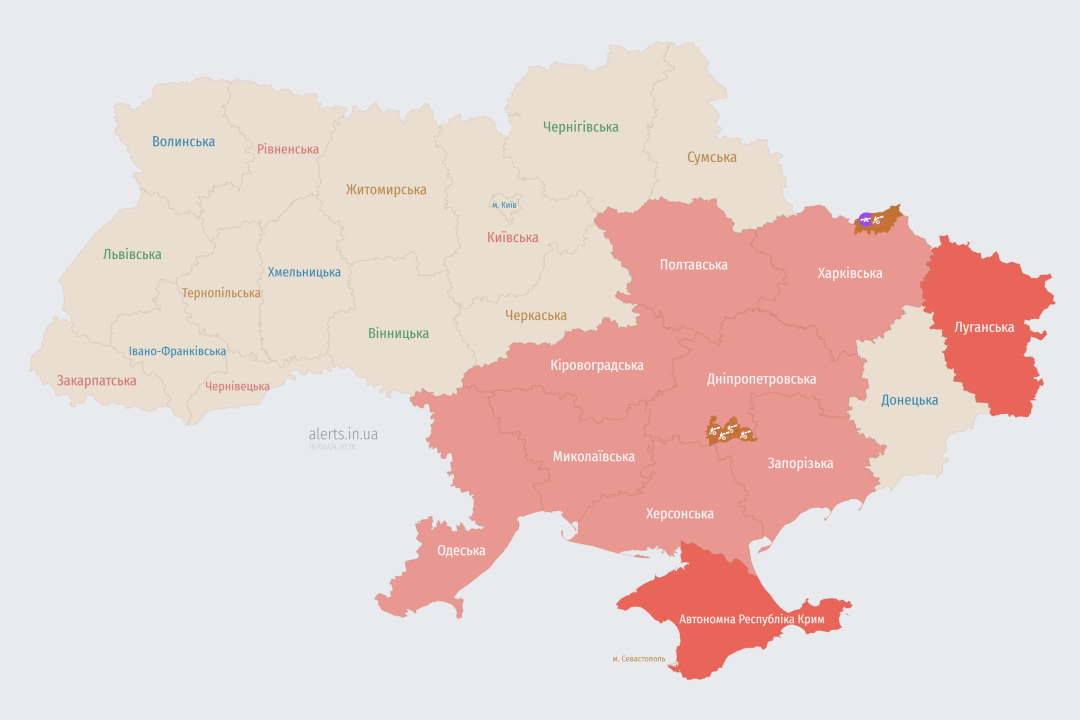 Чернігівська
Волинська
Рівненська
Сумська
Житомирська
м. Київ
Київська
Львівська
Полтавська
Хмельницька
Харківська
Тернопільська
Черкаська
Луганська
Вінницька
Івано-Франківська
Кіровоградська
Дніпропетровська
Закарпатська
Чернівецька
Донецька
alerts.in.ua
Миколаївська
Запорізька
Херсонська
Одеська
Автономна Республіка Крим
м. Севастополь